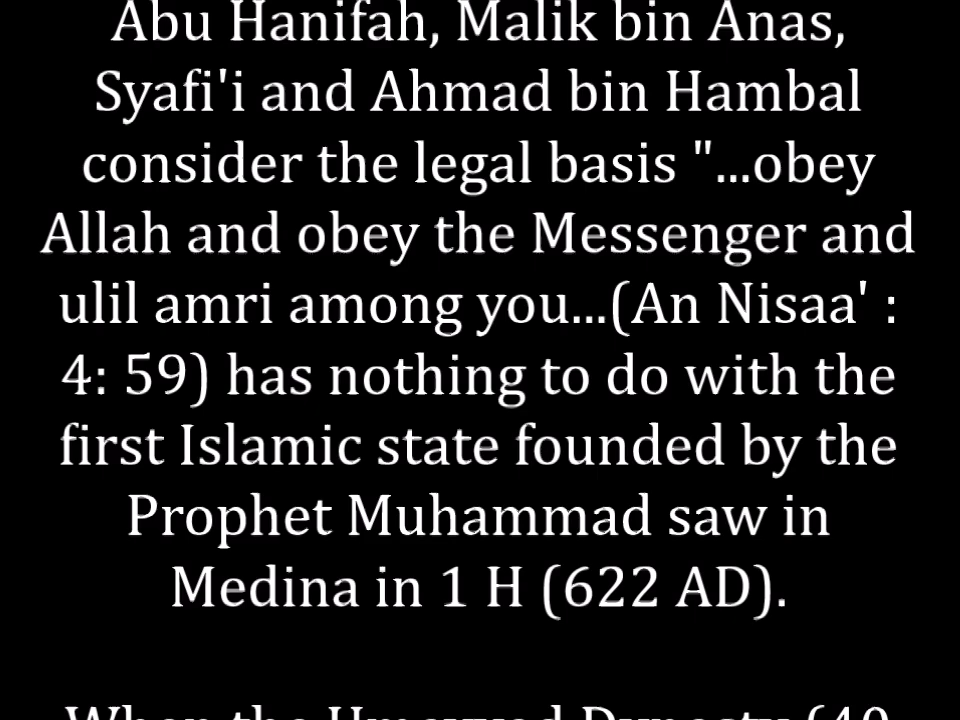 Abu Hanifah, Malik bin Anas,
Syafi'i and Ahmad bin Hambal
consider the legal basis "...obey
Allah and obey the Messenger and
ulil amri among you...(An Nisaa' :
4: 59) has nothing to do with the
first Islamic state founded by the
Prophet Muhammad saw in
Medina in 1 H (622 AD).
When the Umayyad Dynasty (40